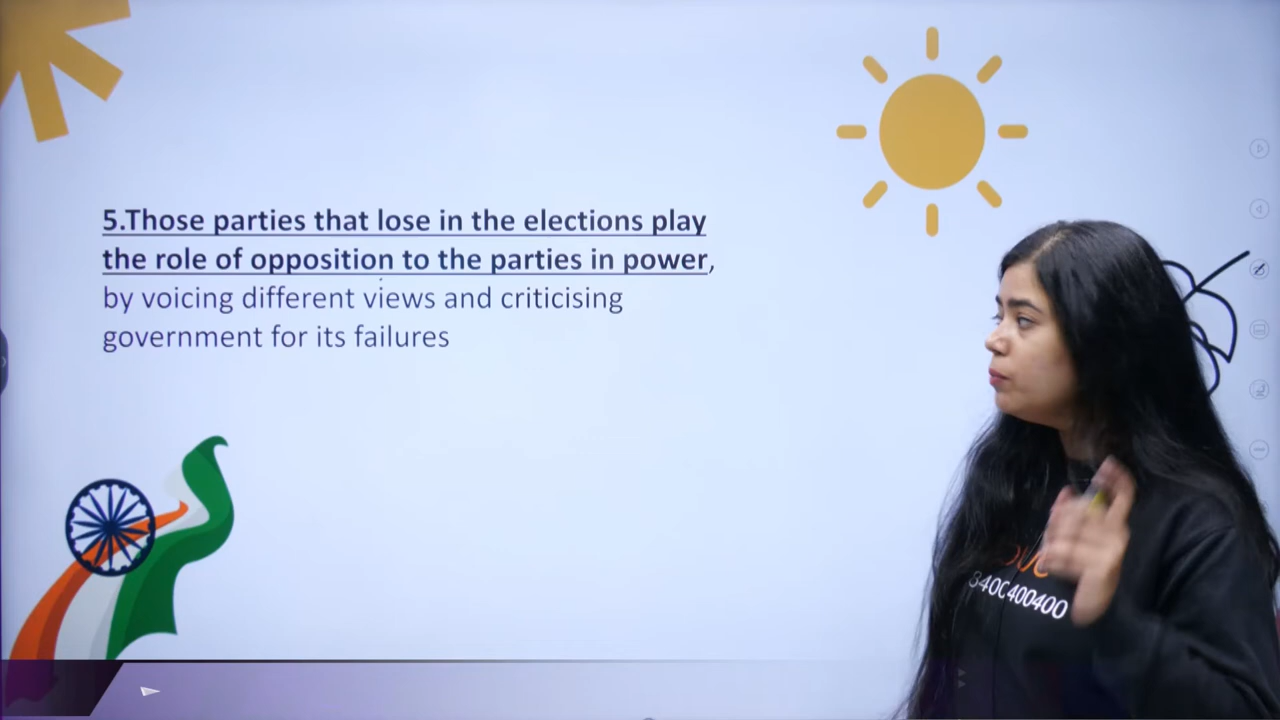 5.Those parties that lose in the elections play
the role of opposition to the parties in power,
by voicing different views and criticising
government for its failures
8400400400